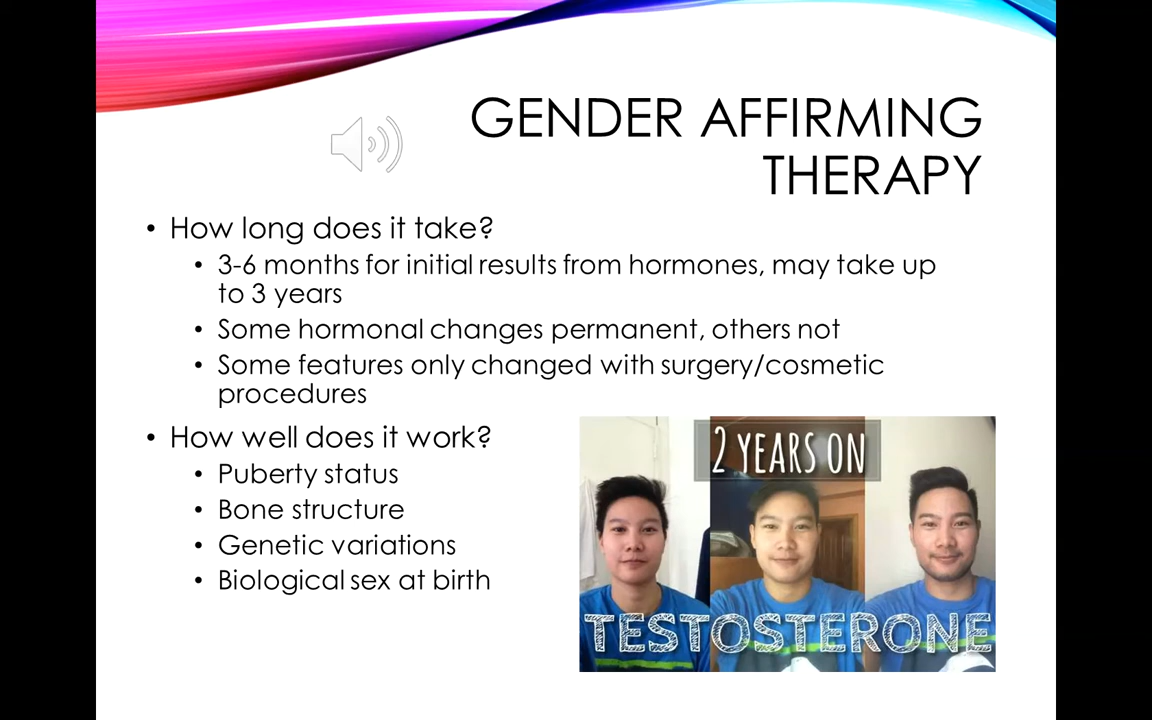 GENDER AFFIRMING
THERAPY
• How long does it take?
• 3-6 months for initial results from hormones, may take up
to 3 years
• Some hormonal changes permanent, others not
• Some features only changed with surgery/cosmetic
procedures
• How well does it work?
• Puberty status
• Bone structure
• Genetic variations
• Biological sex at birth
2 YEARS ON
TESTOSTERONE